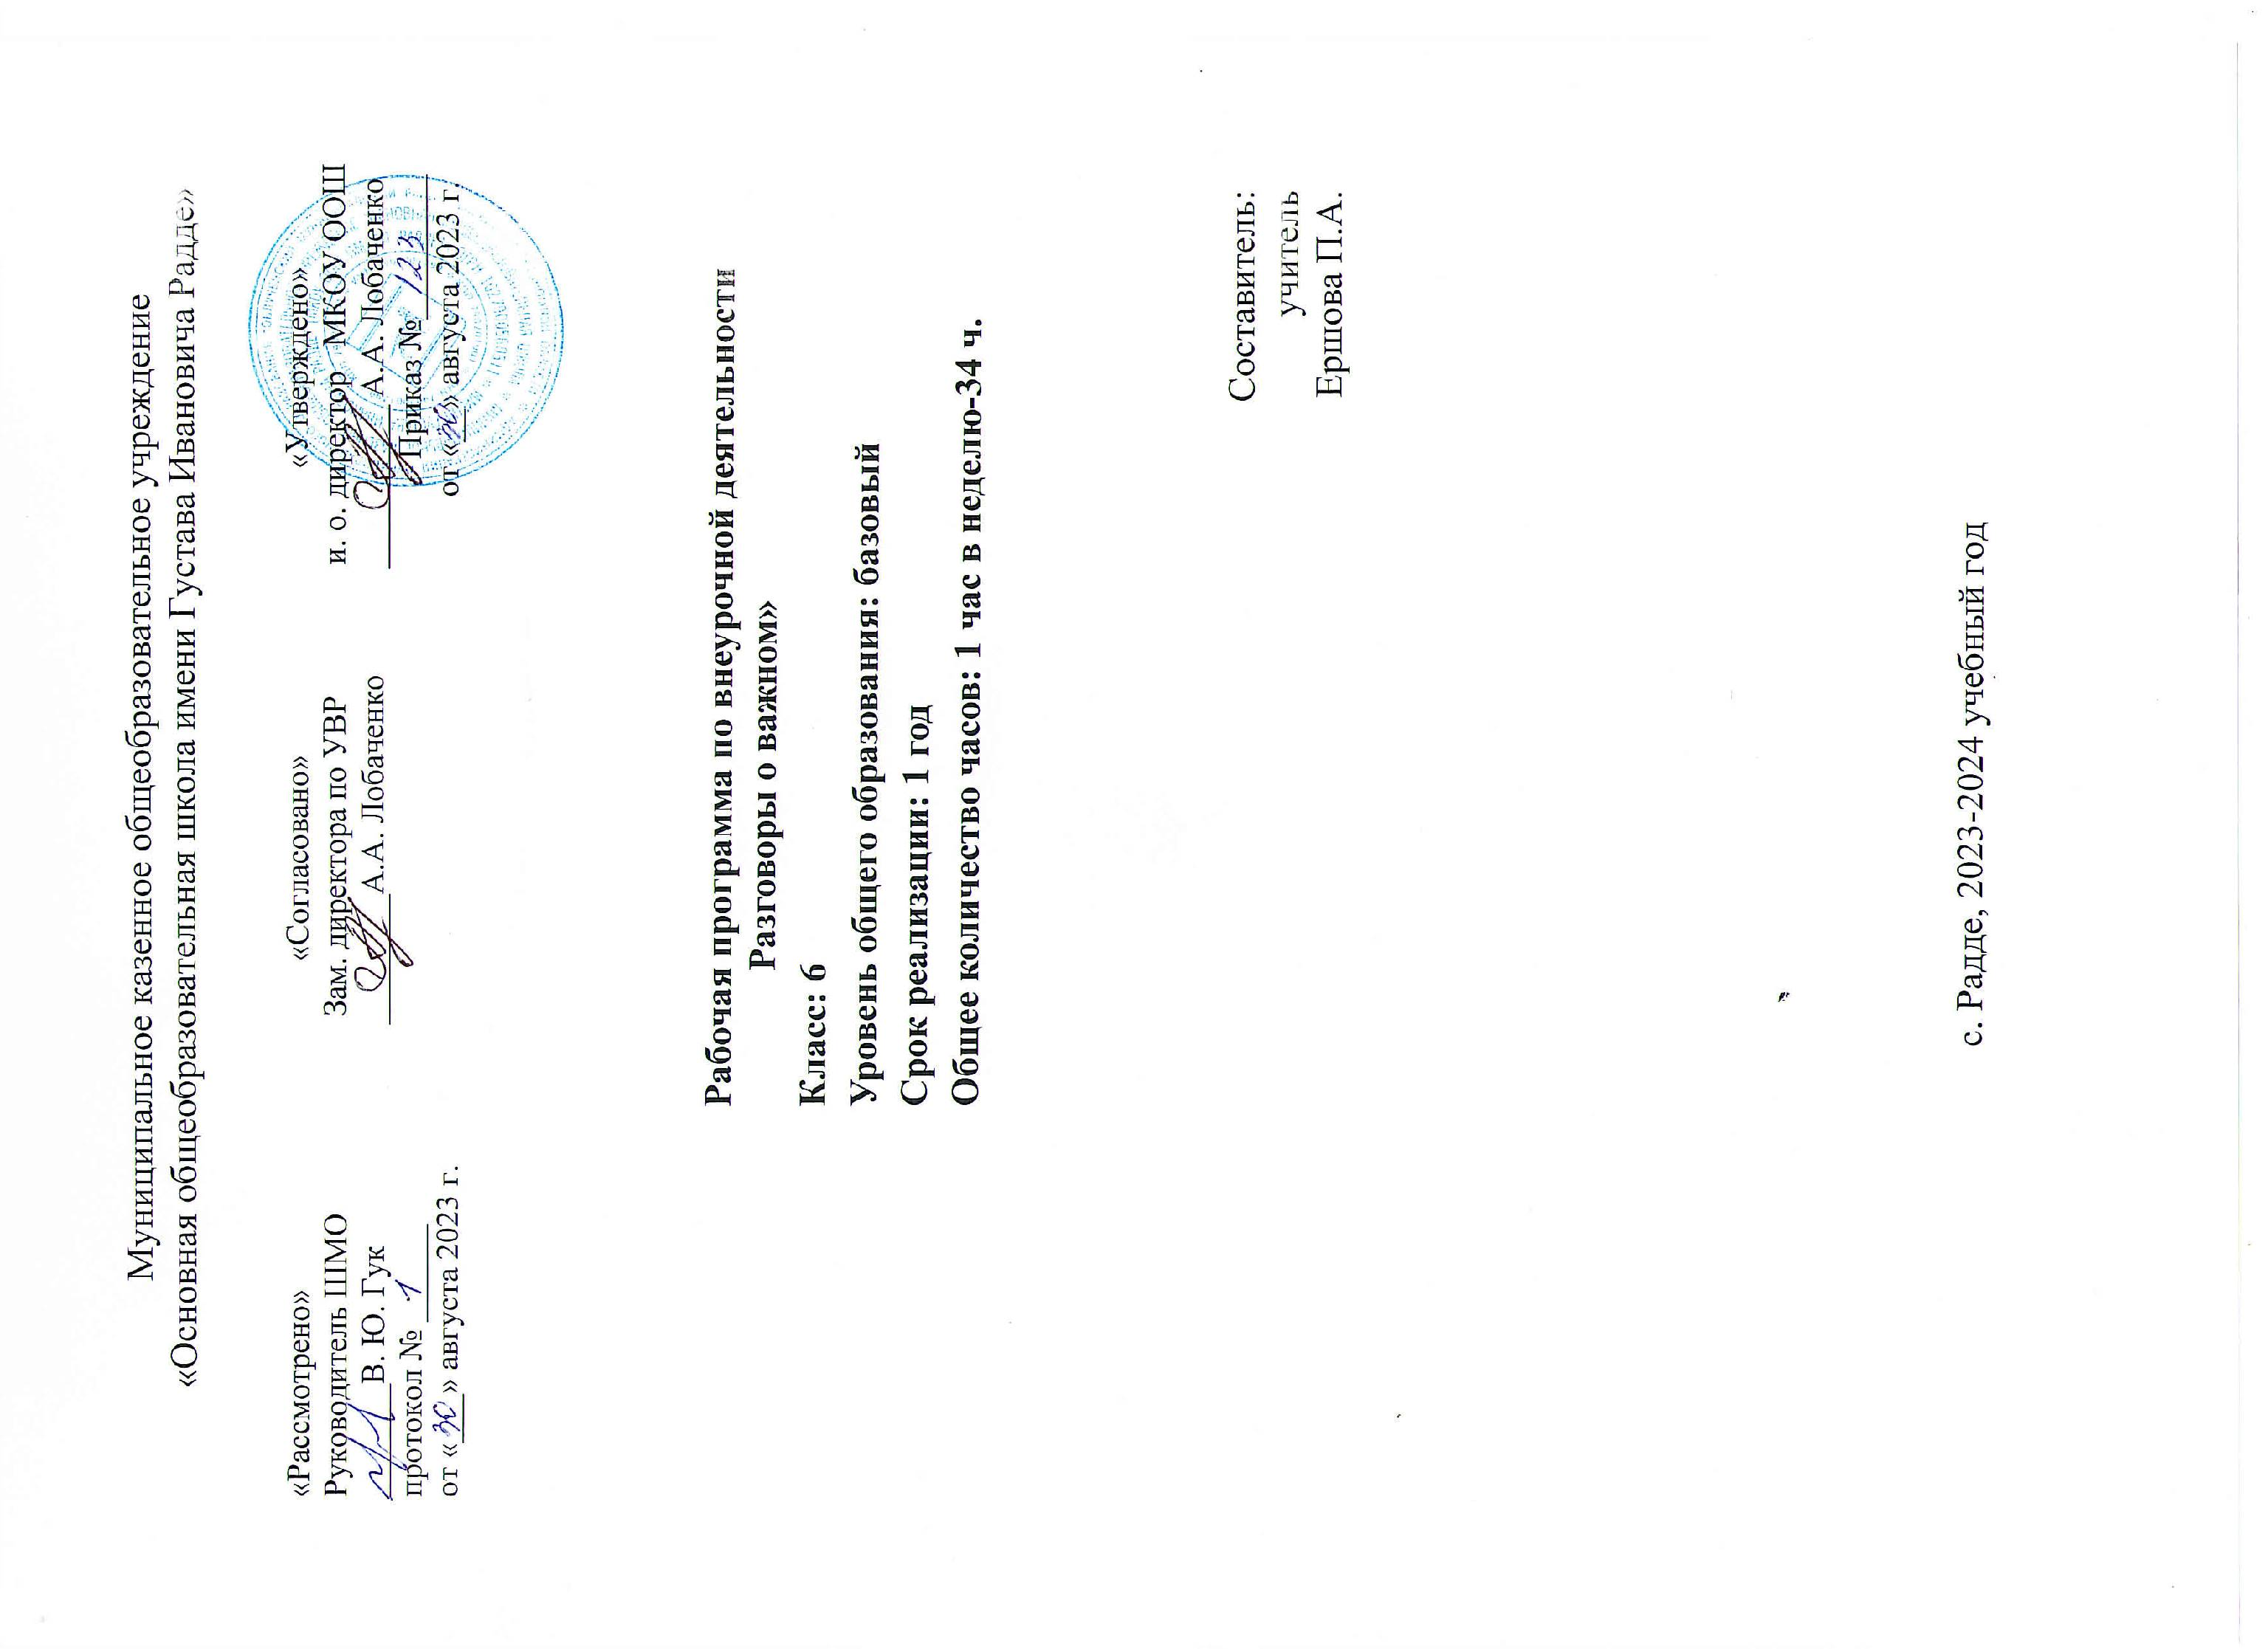 Муниципальное казенное общеобразовательное учреждение
«Основная общеобразовательная школа имени Густава Ивановича Радде»
«Рассмотрено»
Руководитель ШМО
В. Ю. Гук
протокол № 1
от «30» августа 2023 г.
«Согласовано»
Зам. директора по УВР
А.А. Лобаченко
«Утверждено»
и. о. директор МКОУ ООШ
А.А. Лобаченко
Приказ № 123
от « » августа 2023 г.
Рабочая программа по внеурочной деятельности
Разговоры о важном»
Класс: 6
Уровень общего образования: базовый
Срок реализации: 1 год
Общее количество часов: 1 час в неделю-34 ч.
Составитель:
учитель
Ершова П.А.
с. Радде, 2023-2024 учебный год